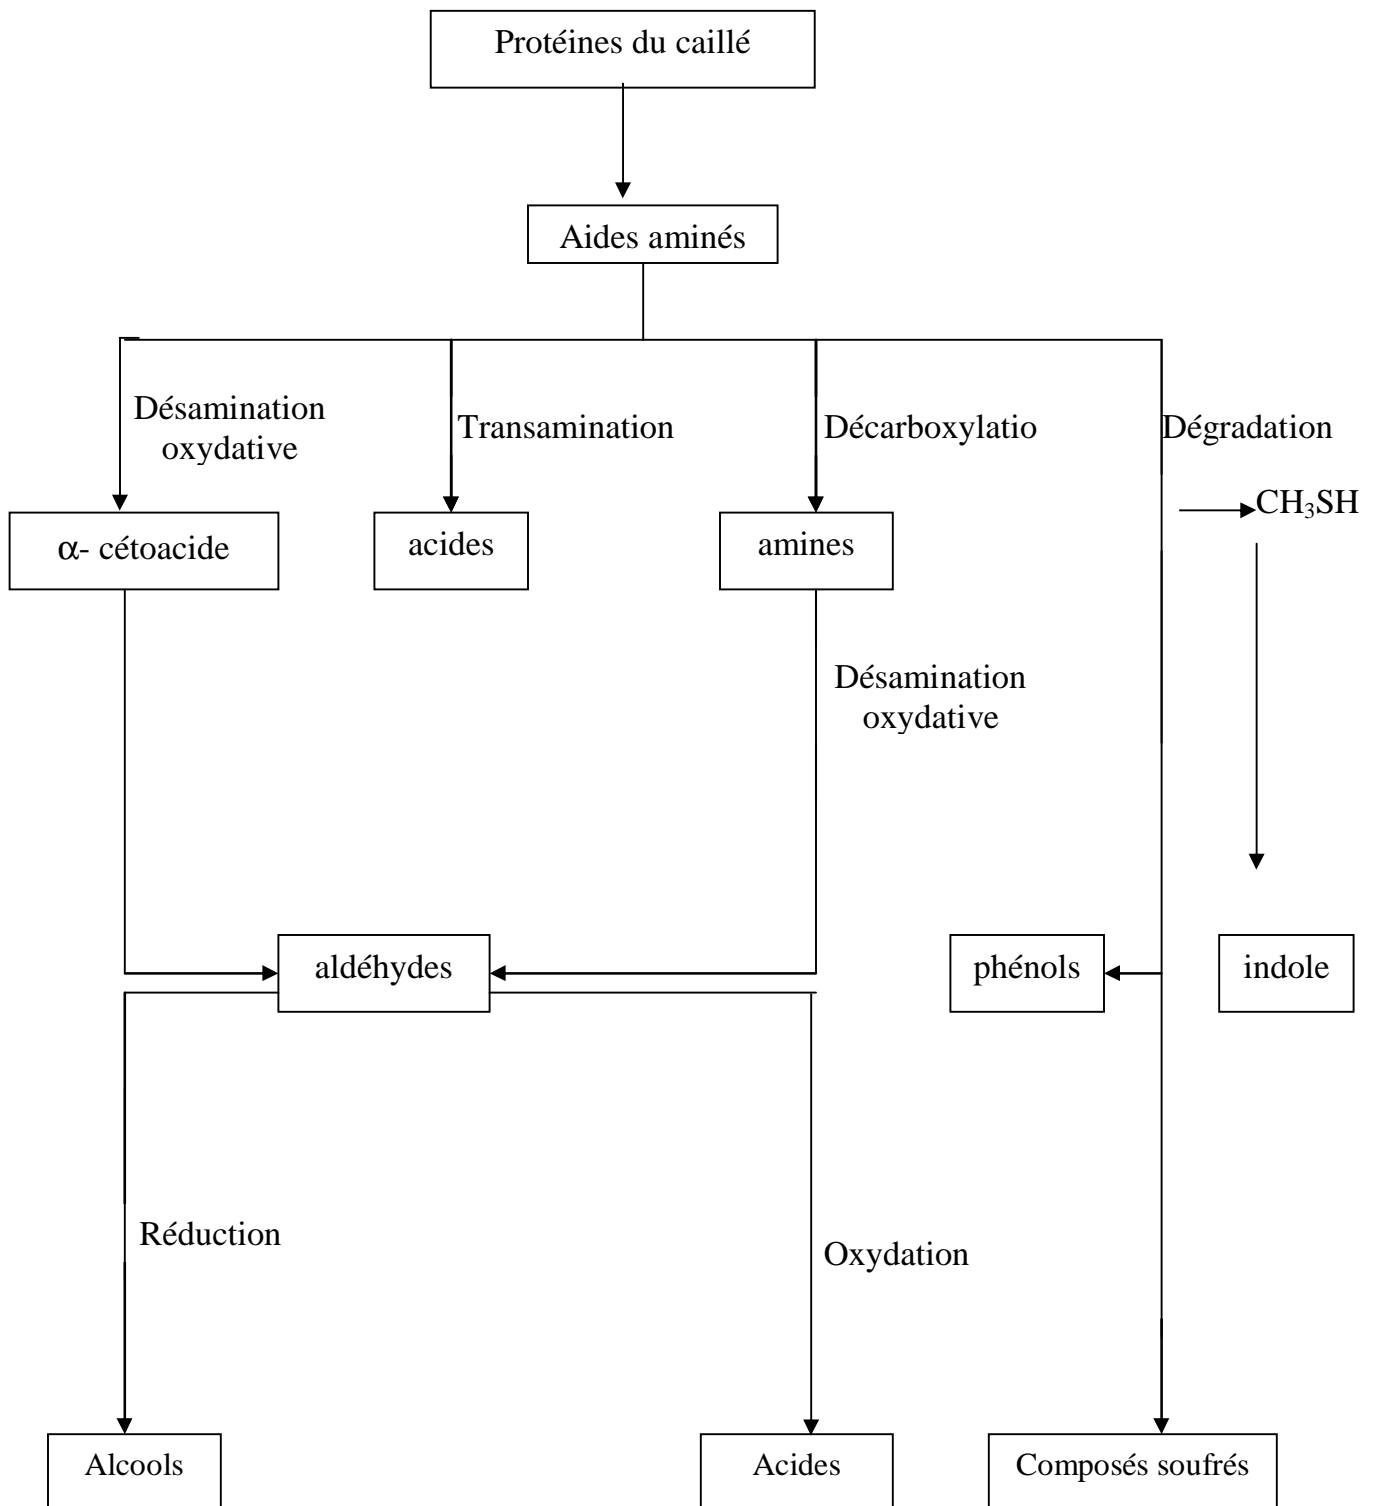 Protéines du caillé
Aides aminés
Désamination
oxydative
Transamination
Décarboxylatio
Dégradation
CH₃SH
α- cétoacide
acides
amines
Désamination
oxydative
aldéhydes
phénols
indole
Réduction
Oxydation
Alcools
Acides
Composés soufrés